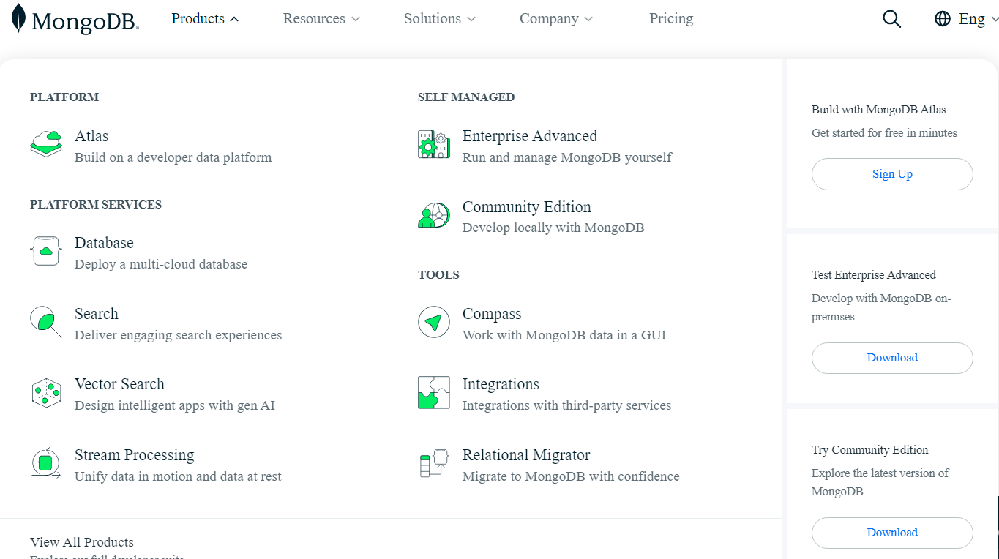 MongoDB.
Products
Resources
Solutions
Company
Pricing
Eng
PLATFORM
Atlas
Build on a developer data platform
PLATFORM SERVICES
Database
Deploy a multi-cloud database
Search
Deliver engaging search experiences
Vector Search
Design intelligent apps with gen AI
Stream Processing
Unify data in motion and data at rest
SELF MANAGED
Enterprise Advanced
Run and manage MongoDB yourself
Community Edition
Develop locally with MongoDB
TOOLS
Compass
Work with MongoDB data in a GUI
Integrations
Integrations with third-party services
Relational Migrator
Migrate to MongoDB with confidence
View All Products
Explore our full developer suite
Build with MongoDB Atlas
Get started for free in minutes
Sign Up
Test Enterprise Advanced
Develop with MongoDB on-
premises
Download
Try Community Edition
Explore the latest version of
MongoDB
Download